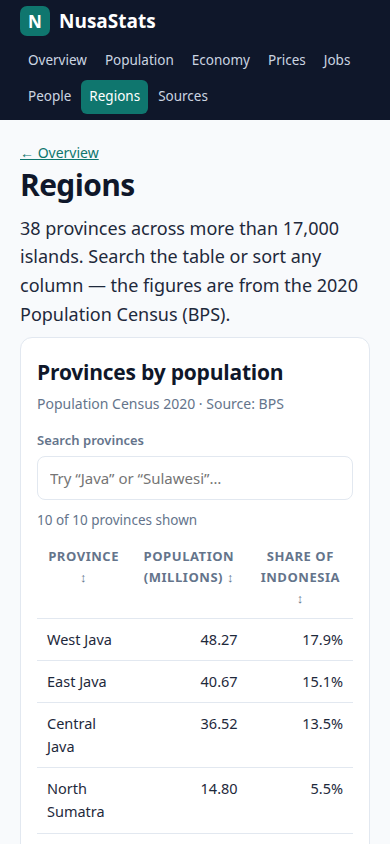 N NusaStats
Overview Population Economy Prices Jobs
People Regions Sources
← Overview
Regions
38 provinces across more than 17,000
islands. Search the table or sort any
column — the figures are from the 2020
Population Census (BPS).
Provinces by population
Population Census 2020 · Source: BPS
Search provinces
Try “Java” or “Sulawesi”…
10 of 10 provinces shown
PROVINCE ↕ POPULATION (MILLIONS) ↕ SHARE OF INDONESIA ↕
West Java 48.27 17.9%
East Java 40.67 15.1%
Central Java 36.52 13.5%
North Sumatra 14.80 5.5%